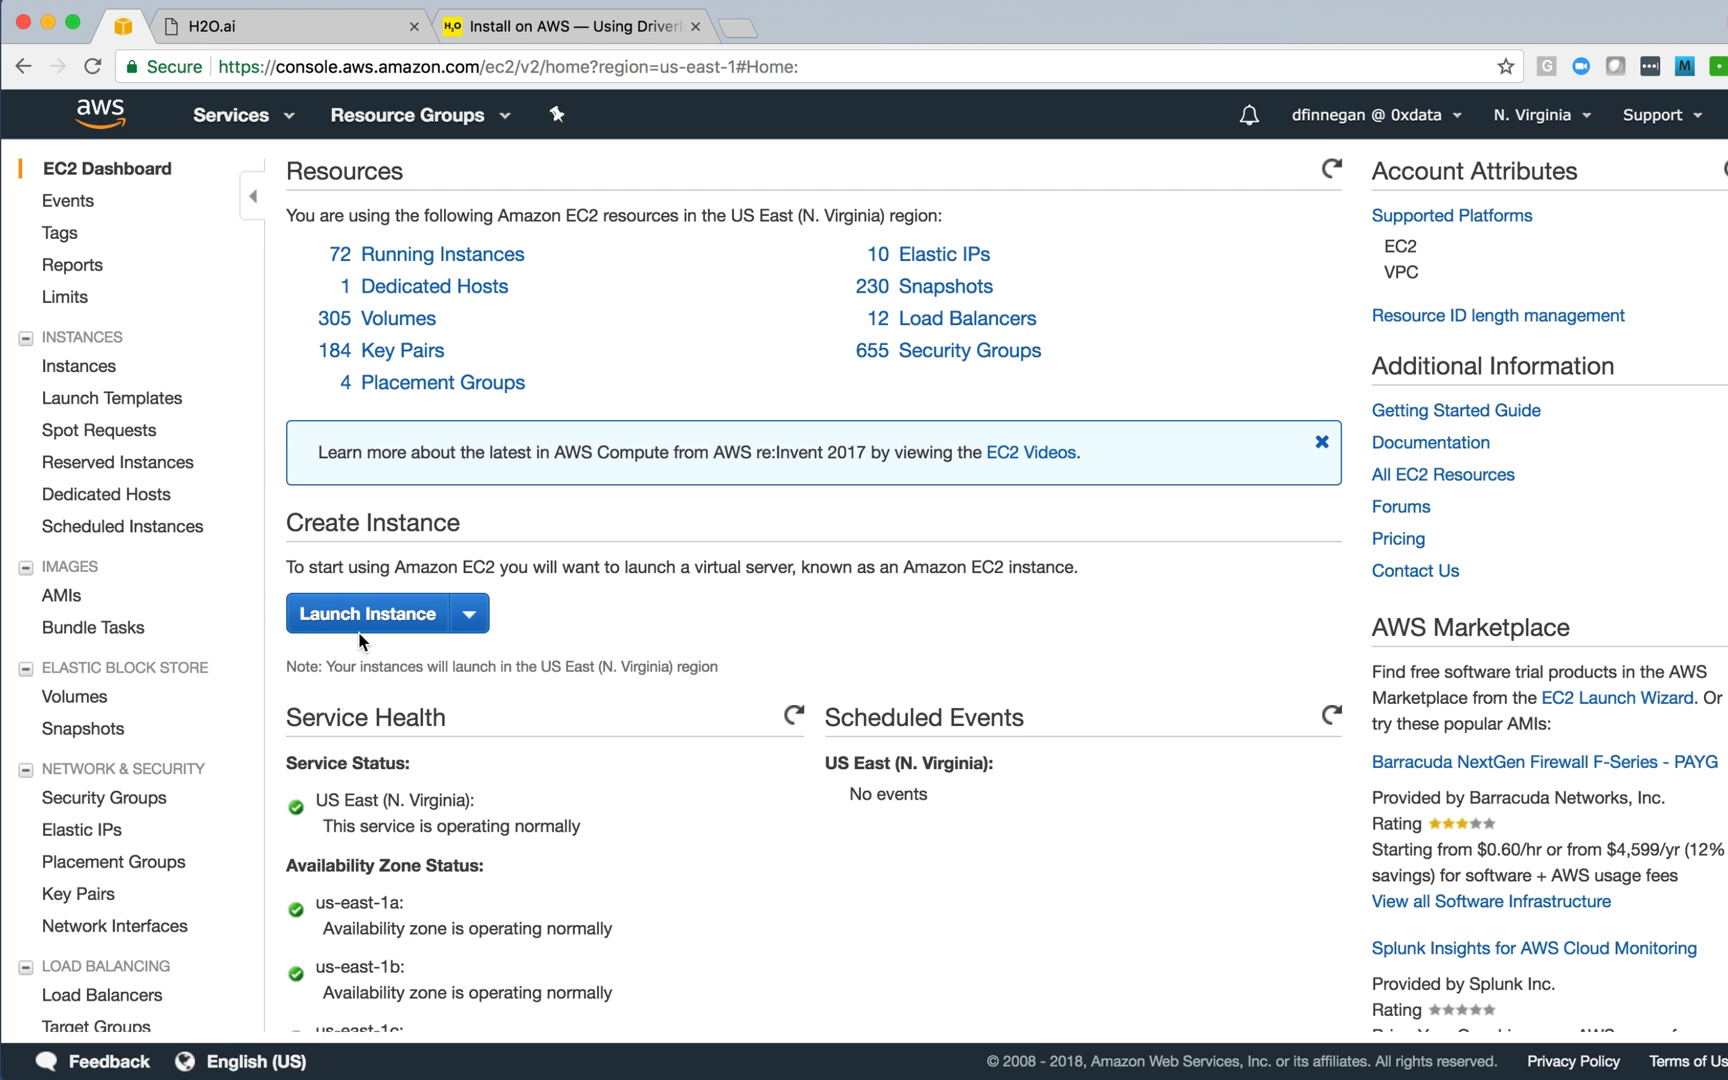 H2O.ai
H2O Install on AWS — Using Driverl
Secure https://console.aws.amazon.com/ec2/v2/home?region=us-east-1#Home:
G
M
aws
Services
Resource Groups
dfinnegan @ 0xdata
N. Virginia
Support
EC2 Dashboard
Events
Tags
Reports
Limits
INSTANCES
Instances
Launch Templates
Spot Requests
Reserved Instances
Dedicated Hosts
Scheduled Instances
IMAGES
AMIs
Bundle Tasks
ELASTIC BLOCK STORE
Volumes
Snapshots
NETWORK & SECURITY
Security Groups
Elastic IPs
Placement Groups
Key Pairs
Network Interfaces
LOAD BALANCING
Load Balancers
Target Groups
Resources
You are using the following Amazon EC2 resources in the US East (N. Virginia) region:
72 Running Instances
1 Dedicated Hosts
305 Volumes
184 Key Pairs
4 Placement Groups
10 Elastic IPs
230 Snapshots
12 Load Balancers
655 Security Groups
Learn more about the latest in AWS Compute from AWS re:Invent 2017 by viewing the EC2 Videos.
Create Instance
To start using Amazon EC2 you will want to launch a virtual server, known as an Amazon EC2 instance.
Launch Instance
Note: Your instances will launch in the US East (N. Virginia) region
Service Health
Service Status:
US East (N. Virginia):
This service is operating normally
Availability Zone Status:
us-east-1a:
Availability zone is operating normally
us-east-1b:
Availability zone is operating normally
us-east-1c:
Scheduled Events
US East (N. Virginia):
No events
Account Attributes
Supported Platforms
EC2
VPC
Resource ID length management
Additional Information
Getting Started Guide
Documentation
All EC2 Resources
Forums
Pricing
Contact Us
AWS Marketplace
Find free software trial products in the AWS
Marketplace from the EC2 Launch Wizard. Or
try these popular AMIs:
Barracuda NextGen Firewall F-Series - PAYG
Provided by Barracuda Networks, Inc.
Rating
Starting from $0.60/hr or from $4,599/yr (12%
savings) for software + AWS usage fees
View all Software Infrastructure
Splunk Insights for AWS Cloud Monitoring
Provided by Splunk Inc.
Rating
Feedback
English (US)
© 2008 - 2018, Amazon Web Services, Inc. or its affiliates. All rights reserved.
Privacy Policy
Terms of Us